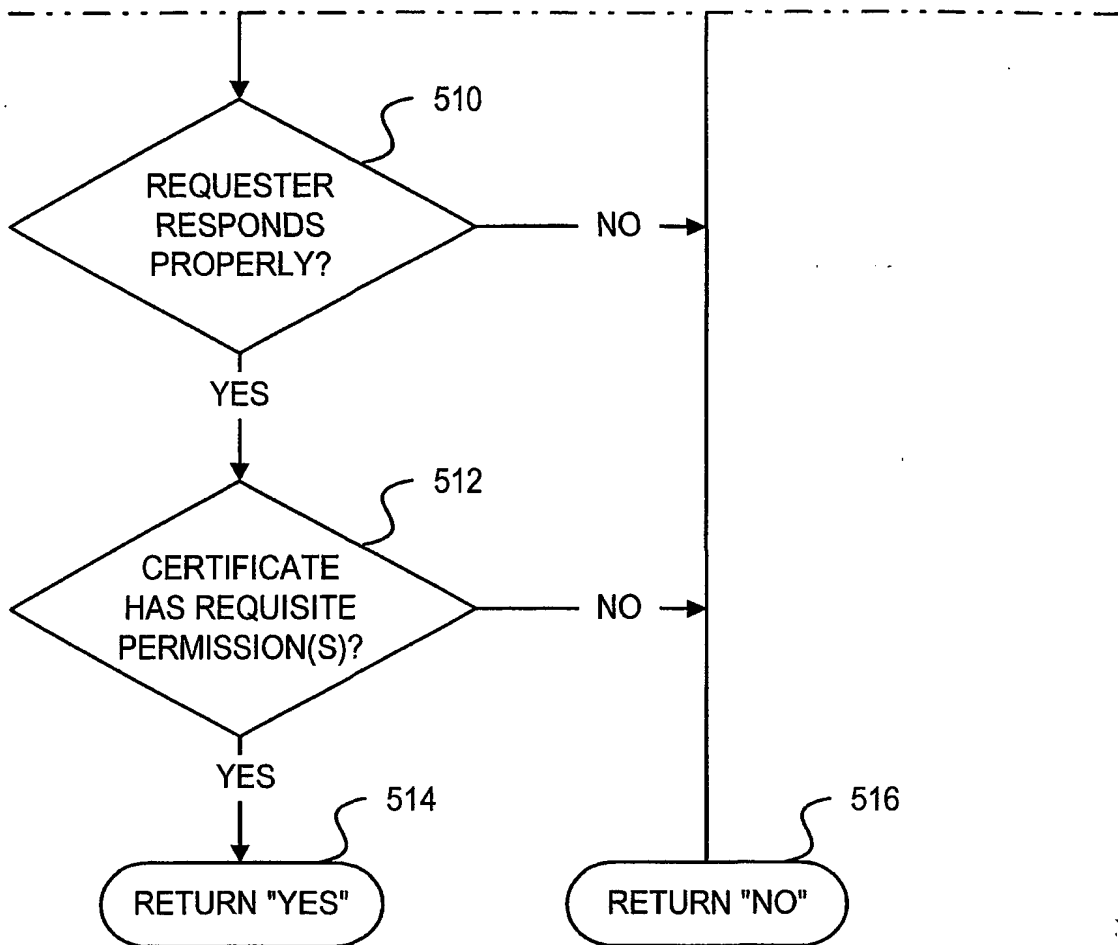 510
REQUESTER
RESPONDS
PROPERLY?
NO
YES
512
CERTIFICATE
HAS REQUISITE
PERMISSION(S)?
NO
YES
514
516
RETURN "YES"
RETURN "NO"